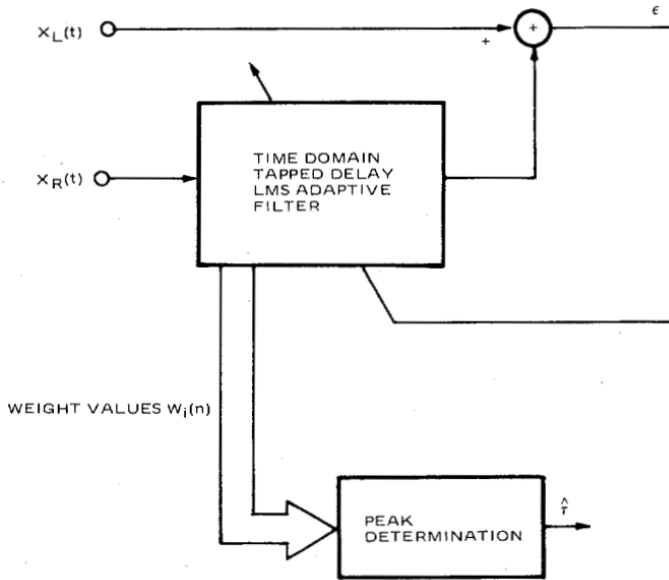 X_L(t)
+
+
ϵ
TIME DOMAIN
TAPPED DELAY
LMS ADAPTIVE
FILTER
X_R(t)
WEIGHT VALUES W_i(n)
PEAK
DETERMINATION
τ̂